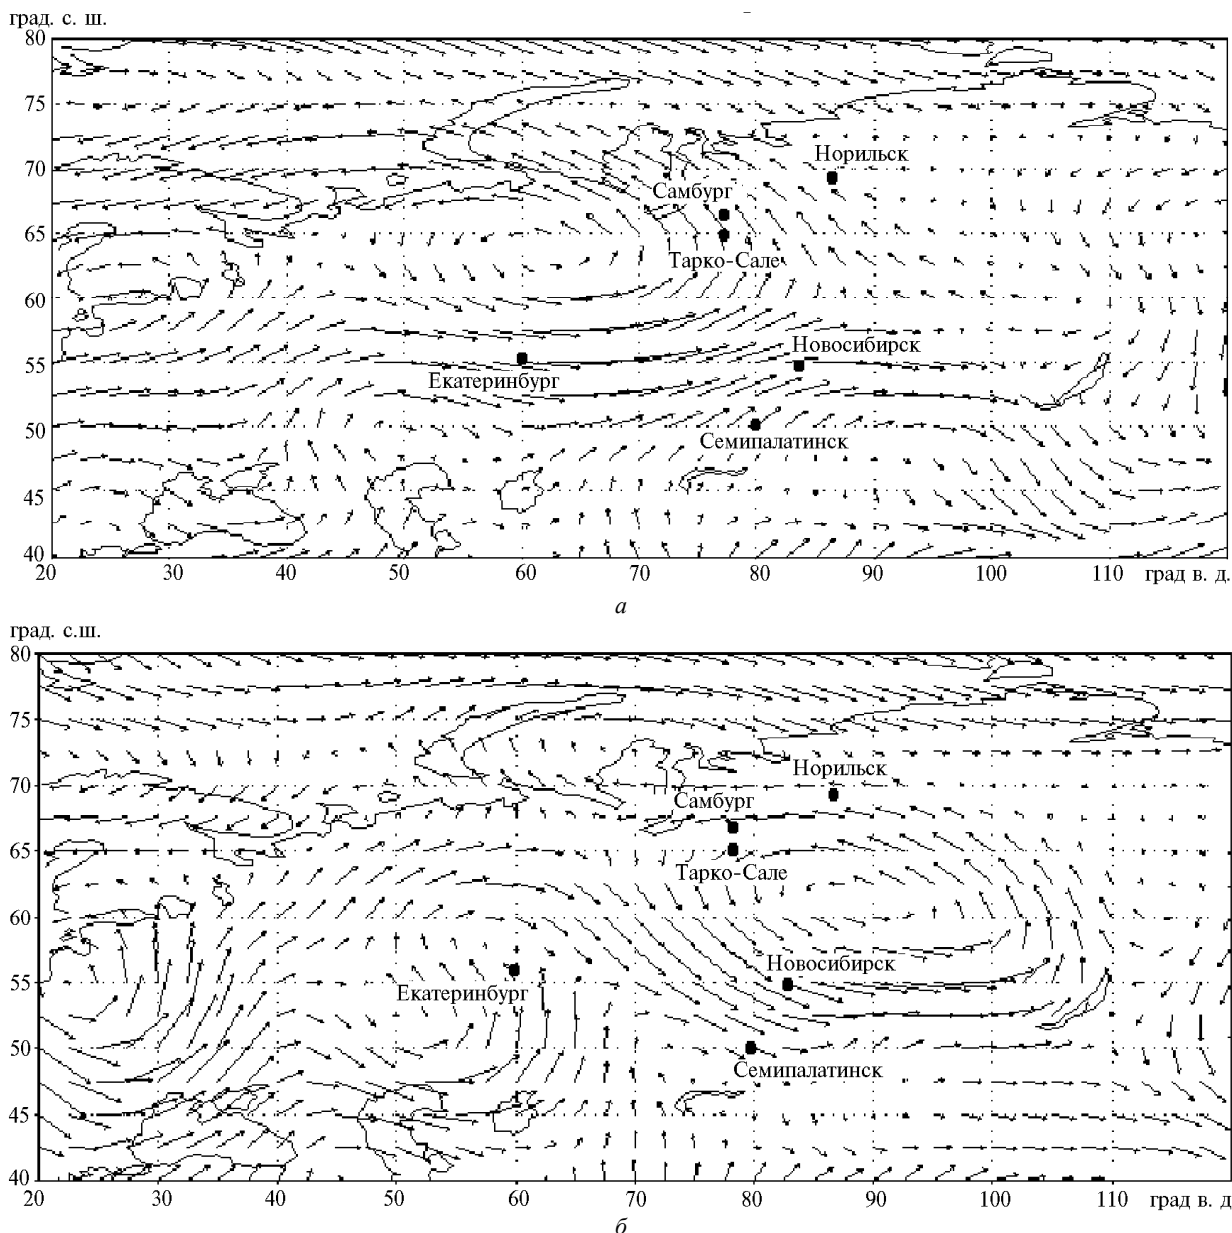 град. с. ш.
80
75
70
65
60
55
50
45
40
Норильск
Самбург
Тарко-Сале
Новосибирск
Екатеринбург
Семипалатинск
20 30 40 50 60 70 80 90 100 110 град в. д.
а
град. с.ш.
80
75
70
65
60
55
50
45
40
Норильск
Самбург
Тарко-Сале
Новосибирск
Екатеринбург
Семипалатинск
20 30 40 50 60 70 80 90 100 110 град в. д
б